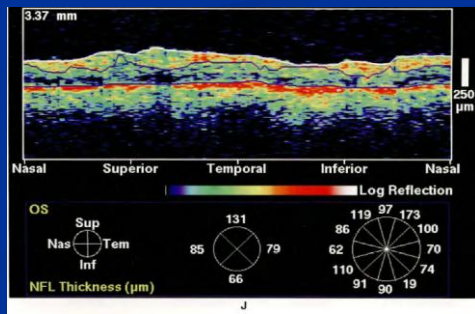 3.37 mm
250
µm
Nasal Superior Temporal Inferior Nasal
Log Reflection
OS
Sup
Nas Tem
Inf
NFL Thickness (µm)
131
85 79
66
97
119 173
86 100
62 70
110 74
91 19
90
J